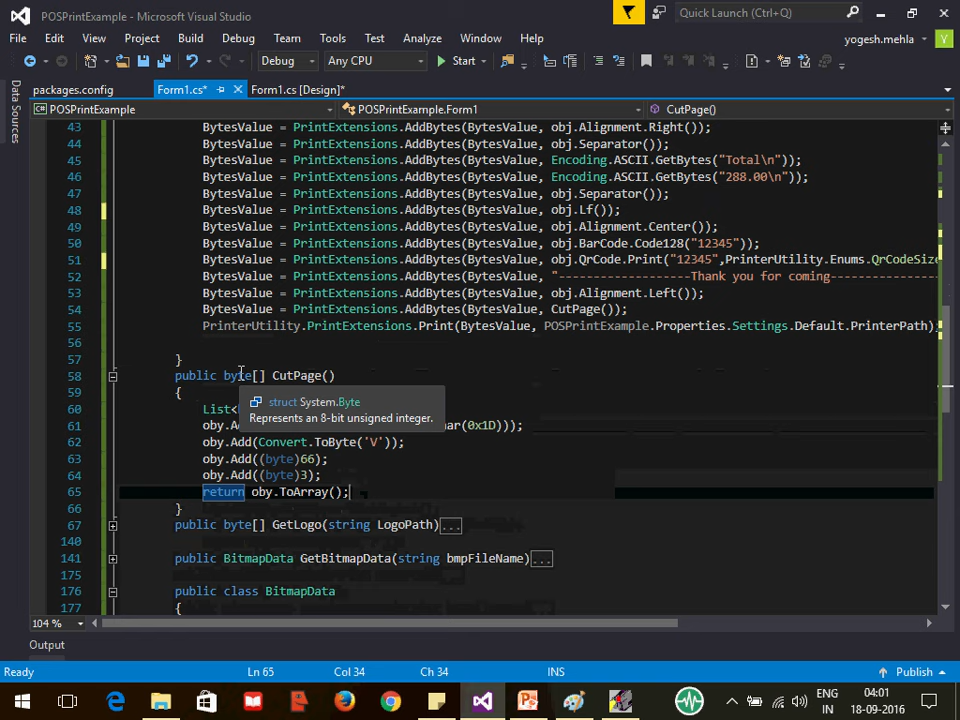 POSPrintExample - Microsoft Visual Studio
Quick Launch (Ctrl+Q)
File Edit View Project Build Debug Team Tools Test Analyze Window Help
yogesh.mehla Y
Debug Any CPU Start
Data Sources
packages.config Form1.cs* Form1.cs [Design]*
POSPrintExample POSPrintExample.Form1 CutPage()
43 BytesValue = PrintExtensions.AddBytes(BytesValue, obj.Alignment.Right());
44 BytesValue = PrintExtensions.AddBytes(BytesValue, obj.Separator());
45 BytesValue = PrintExtensions.AddBytes(BytesValue, Encoding.ASCII.GetBytes("Total\n"));
46 BytesValue = PrintExtensions.AddBytes(BytesValue, Encoding.ASCII.GetBytes("288.00\n"));
47 BytesValue = PrintExtensions.AddBytes(BytesValue, obj.Separator());
48 BytesValue = PrintExtensions.AddBytes(BytesValue, obj.Lf());
49 BytesValue = PrintExtensions.AddBytes(BytesValue, obj.Alignment.Center());
50 BytesValue = PrintExtensions.AddBytes(BytesValue, obj.BarCode.Code128("12345"));
51 BytesValue = PrintExtensions.AddBytes(BytesValue, obj.QrCode.Print("12345",PrinterUtility.Enums.QrCodeSize
52 BytesValue = PrintExtensions.AddBytes(BytesValue, "-------------------Thank you for coming---------------
53 BytesValue = PrintExtensions.AddBytes(BytesValue, obj.Alignment.Left());
54 BytesValue = PrintExtensions.AddBytes(BytesValue, CutPage());
55 PrinterUtility.PrintExtensions.Print(BytesValue, POSPrintExample.Properties.Settings.Default.PrinterPath);
56
57 }
58 public byte[] CutPage()
59 {
60 List<
struct System.Byte
Represents an 8-bit unsigned integer.
61 oby.Ad ar(0x1D)));
62 oby.Add(Convert.ToByte('V'));
63 oby.Add((byte)66);
64 oby.Add((byte)3);
65 return oby.ToArray();
66 }
67 public byte[] GetLogo(string LogoPath)...
140
141 public BitmapData GetBitmapData(string bmpFileName)...
175
176 public class BitmapData
177 {
104 %
Output
Ready Ln 65 Col 34 Ch 34 INS Publish
ENG 04:01
IN 18-09-2016